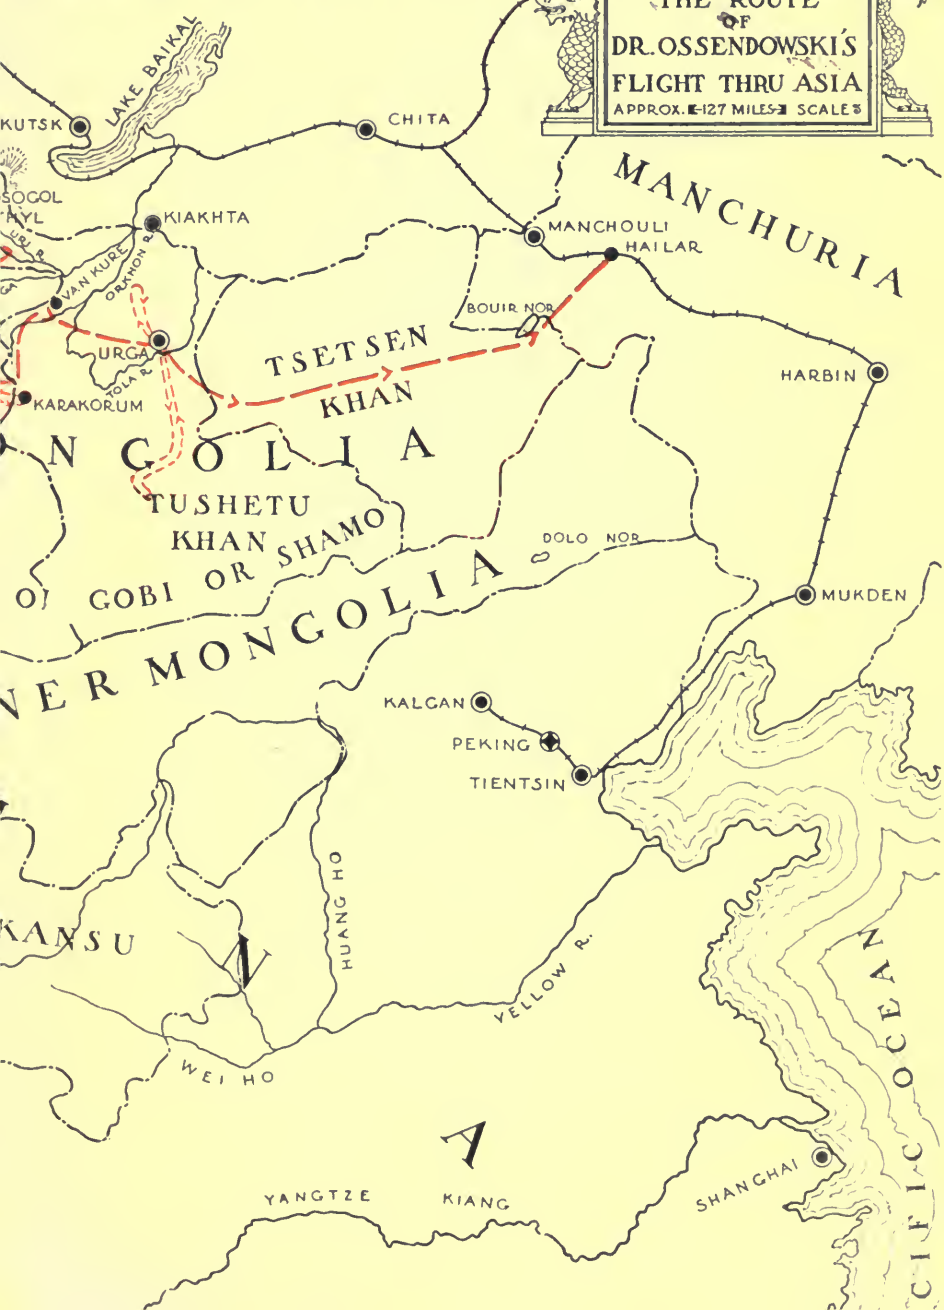 THE ROUTE
OF
DR. OSSENDOWSKI'S
FLIGHT THRU ASIA
APPROX. 127 MILES SCALE
LAKE BAIKAL
KUTSK
CHITA
MANCHURIA
SOGOL
KIAKHTA
MANCHOULI
HAILAR
URI R.
VAN KURE
ORKHON R.
BOUIR NOR
URGA
TOLA R.
TSETSEN
KHAN
HARBIN
KARAKORUM
NGOLIA
TUSHETU
KHAN
GOBI OR SHAMO
DOLO NOR
NER MONGOLIA
MUKDEN
KALGAN
PEKING
TIENTSIN
HUANG HO
KANSU
N
YELLOW R.
WEI HO
A
YANGTZE KIANG
SHANGHAI
CIFIC OCEAN